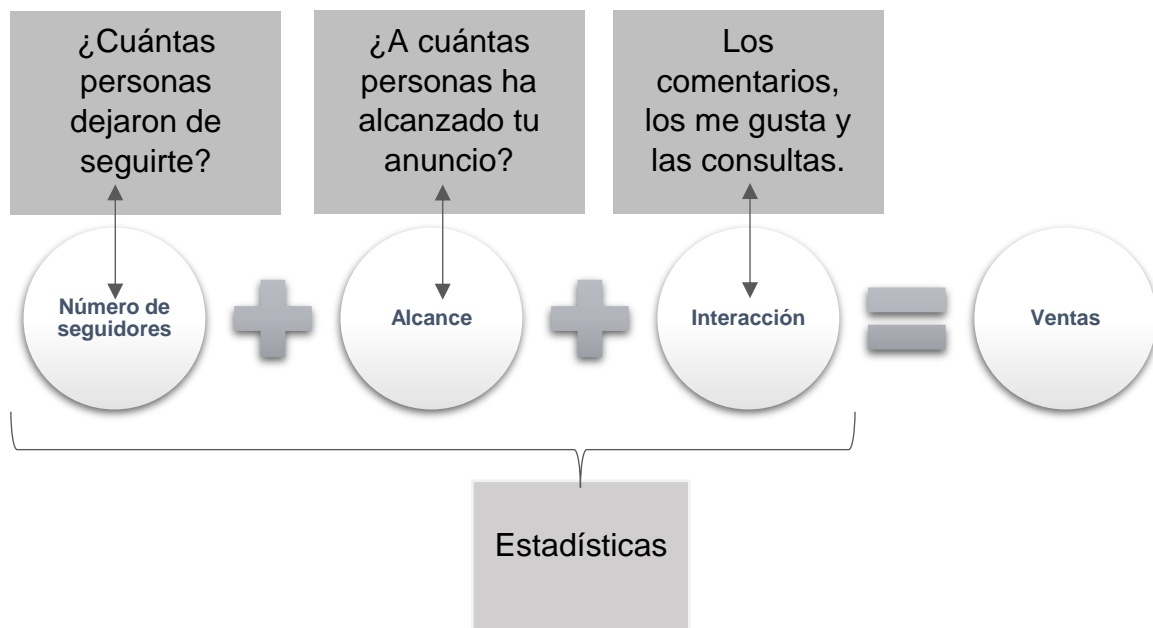 ¿Cuántas
personas
dejaron de
seguirte?
¿A cuántas
personas ha
alcanzado tu
anuncio?
Los
comentarios,
los me gusta y
las consultas.
Número de
seguidores
Alcance
Interacción
Ventas
Estadísticas